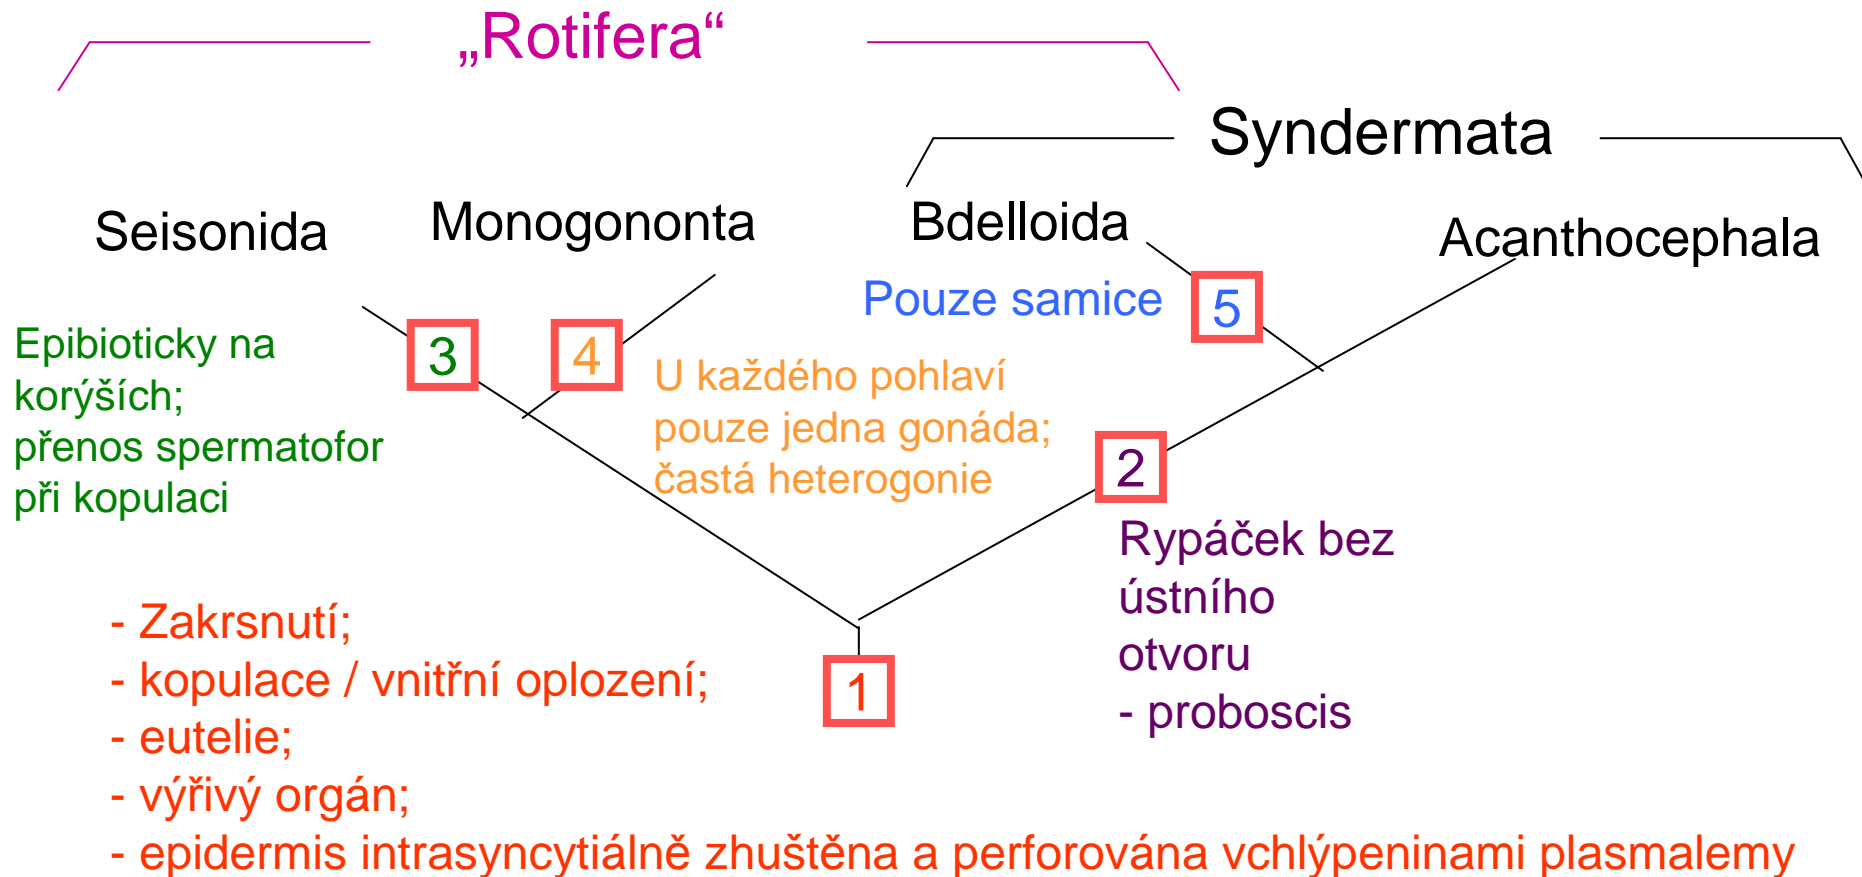 „Rotifera“
Syndermata
Seisonida
Monogononta
Bdelloida
Acanthocephala
Pouze samice
5
3
4
Epibioticky na
korýších;
přenos spermatofor
při kopulaci
U každého pohlaví
pouze jedna gonáda;
častá heterogonie
2
Rypáček bez
ústního
otvoru
- proboscis
1
- Zakrsnutí;
- kopulace / vnitřní oplození;
- eutelie;
- výřivý orgán;
- epidermis intrasyncytiálně zhuštěna a perforována vchlýpeninami plasmalemy